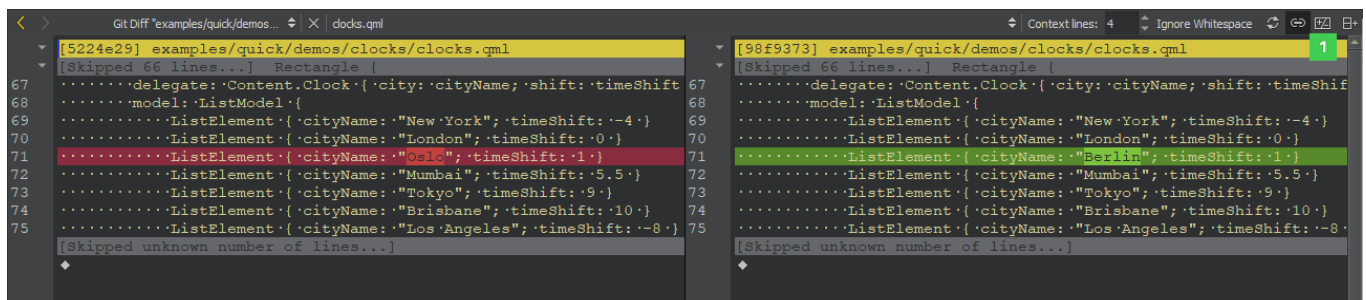 Git Diff "examples/quick/demos... clocks.qml Context lines: 4 Ignore Whitespace
1
[5224e29] examples/quick/demos/clocks/clocks.qml
[Skipped 66 lines...] Rectangle {
67 ········delegate:·Content.Clock·{·city:·cityName;·shift:·timeShift
68 ········model:·ListModel·{
69 ············ListElement·{·cityName:·"New·York";·timeShift:·-4·}
70 ············ListElement·{·cityName:·"London";·timeShift:·0·}
71 ············ListElement·{·cityName:·"Oslo";·timeShift:·1·}
72 ············ListElement·{·cityName:·"Mumbai";·timeShift:·5.5·}
73 ············ListElement·{·cityName:·"Tokyo";·timeShift:·9·}
74 ············ListElement·{·cityName:·"Brisbane";·timeShift:·10·}
75 ············ListElement·{·cityName:·"Los·Angeles";·timeShift:·-8·}
[Skipped unknown number of lines...]
[98f9373] examples/quick/demos/clocks/clocks.qml
[Skipped 66 lines...] Rectangle {
67 ········delegate:·Content.Clock·{·city:·cityName;·shift:·timeShif
68 ········model:·ListModel·{
69 ············ListElement·{·cityName:·"New·York";·timeShift:·-4·}
70 ············ListElement·{·cityName:·"London";·timeShift:·0·}
71 ············ListElement·{·cityName:·"Berlin";·timeShift:·1·}
72 ············ListElement·{·cityName:·"Mumbai";·timeShift:·5.5·}
73 ············ListElement·{·cityName:·"Tokyo";·timeShift:·9·}
74 ············ListElement·{·cityName:·"Brisbane";·timeShift:·10·}
75 ············ListElement·{·cityName:·"Los·Angeles";·timeShift:·-8·
[Skipped unknown number of lines...]